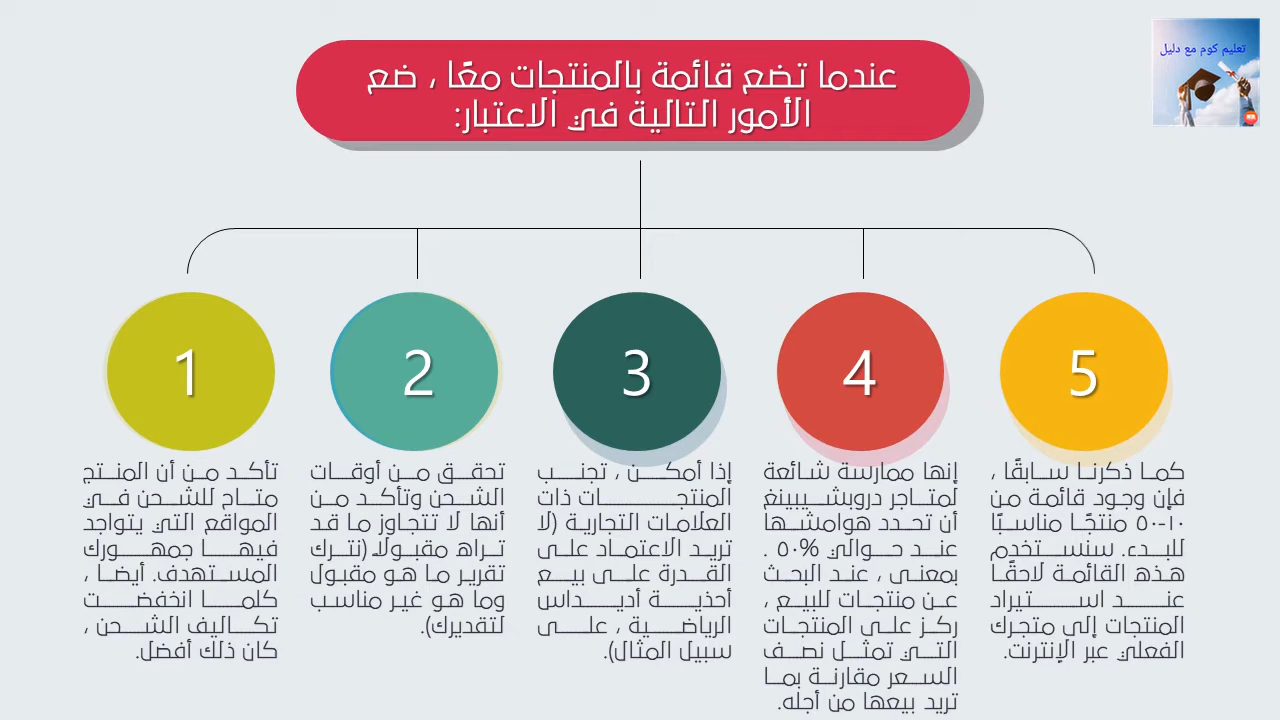 تعليم كوم مع دليل
عندما تضع قائمة بالمنتجات معًا ، ضع
الأمور التالية في الاعتبار:
1
تأكد من أن المنتج
متاح للشحن في
المواقع التي يتواجد
فيها جمهورك
المستهدف. أيضا ،
كلما انخفضت
تكاليف الشحن ،
كان ذلك أفضل.
2
تحقق من أوقات
الشحن وتأكد من
أنها لا تتجاوز ما قد
تراه مقبولا (نترك
تقرير ما هو مقبول
وما هو غير مناسب
لتقديرك).
3
إذا أمكن ، تجنب
المنتجات ذات
العلامات التجارية (لا
تريد الاعتماد على
القدرة على بيع
أحذية أديداس
الرياضية ، على
سبيل المثال).
4
إنها ممارسة شائعة
لمتاجر دروبشيبينغ
أن تحدد هوامشها
عند حوالي %٥٠ .
بمعنى ، عند البحث
عن منتجات للبيع ،
ركز على المنتجات
التي تمثل نصف
السعر مقارنة بما
تريد بيعها من أجله.
5
كما ذكرنا سابقًا ،
فإن وجود قائمة من
١٠-٥٠ منتجًا مناسبًا
للبدء. سنستخدم
هذه القائمة لاحقًا
عند استيراد
المنتجات إلى متجرك
الفعلي عبر الإنترنت.